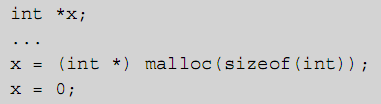 int *x;
...
x = (int *) malloc(sizeof(int));
x = 0;